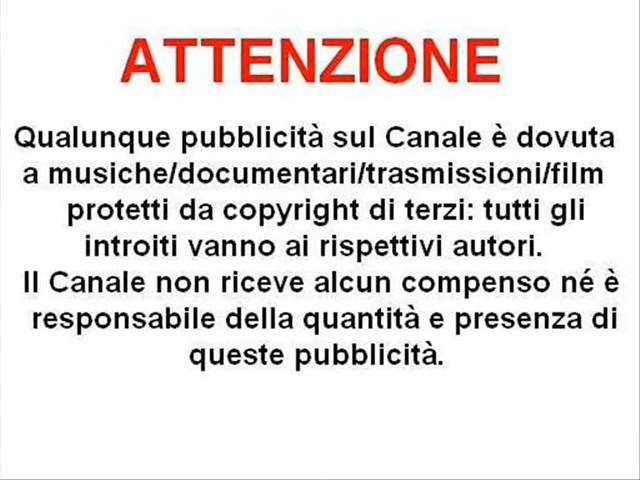 ATTENZIONE
Qualunque pubblicità sul Canale è dovuta
a musiche/documentari/trasmissioni/film
protetti da copyright di terzi: tutti gli
introiti vanno ai rispettivi autori.
Il Canale non riceve alcun compenso né è
responsabile della quantità e presenza di
queste pubblicità.